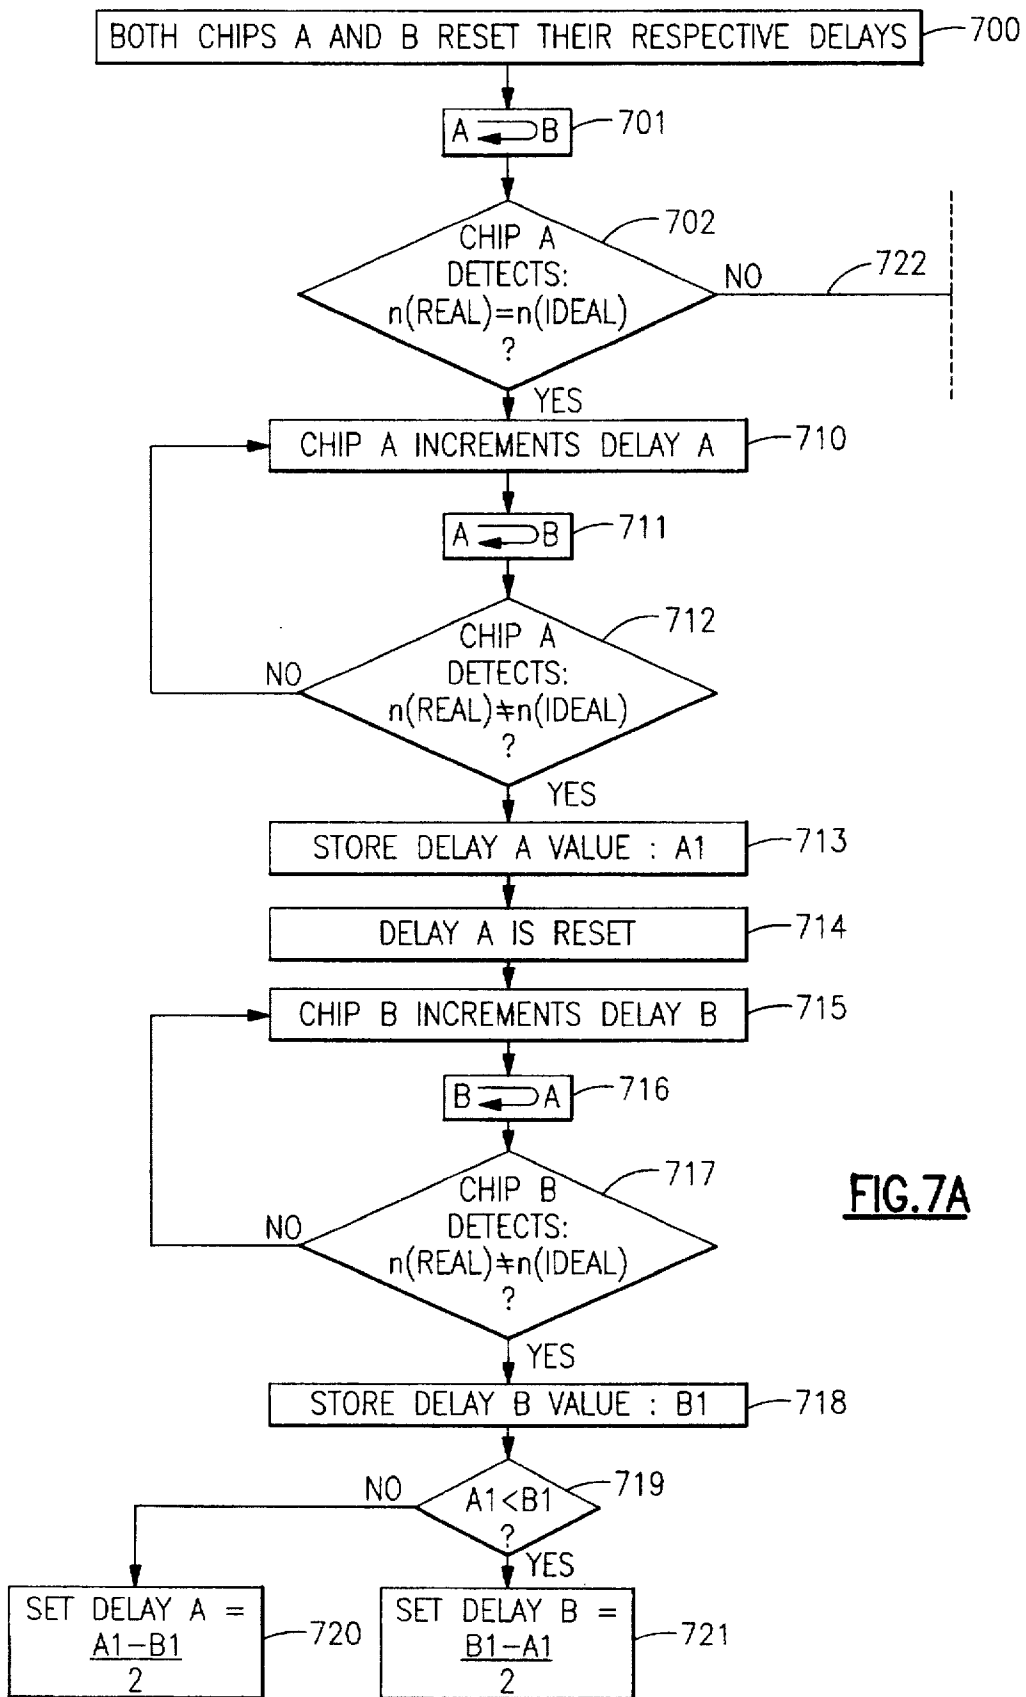 BOTH CHIPS A AND B RESET THEIR RESPECTIVE DELAYS
700
A B
701
CHIP A
DETECTS:
n(REAL)=n(IDEAL)
?
702
NO
722
YES
CHIP A INCREMENTS DELAY A
710
A B
711
CHIP A
DETECTS:
n(REAL)≠n(IDEAL)
?
712
NO
YES
STORE DELAY A VALUE : A1
713
DELAY A IS RESET
714
CHIP B INCREMENTS DELAY B
715
B A
716
CHIP B
DETECTS:
n(REAL)≠n(IDEAL)
?
717
NO
FIG.7A
YES
STORE DELAY B VALUE : B1
718
A1<B1
?
719
NO
YES
SET DELAY A =
A1-B1
2
720
SET DELAY B =
B1-A1
2
721